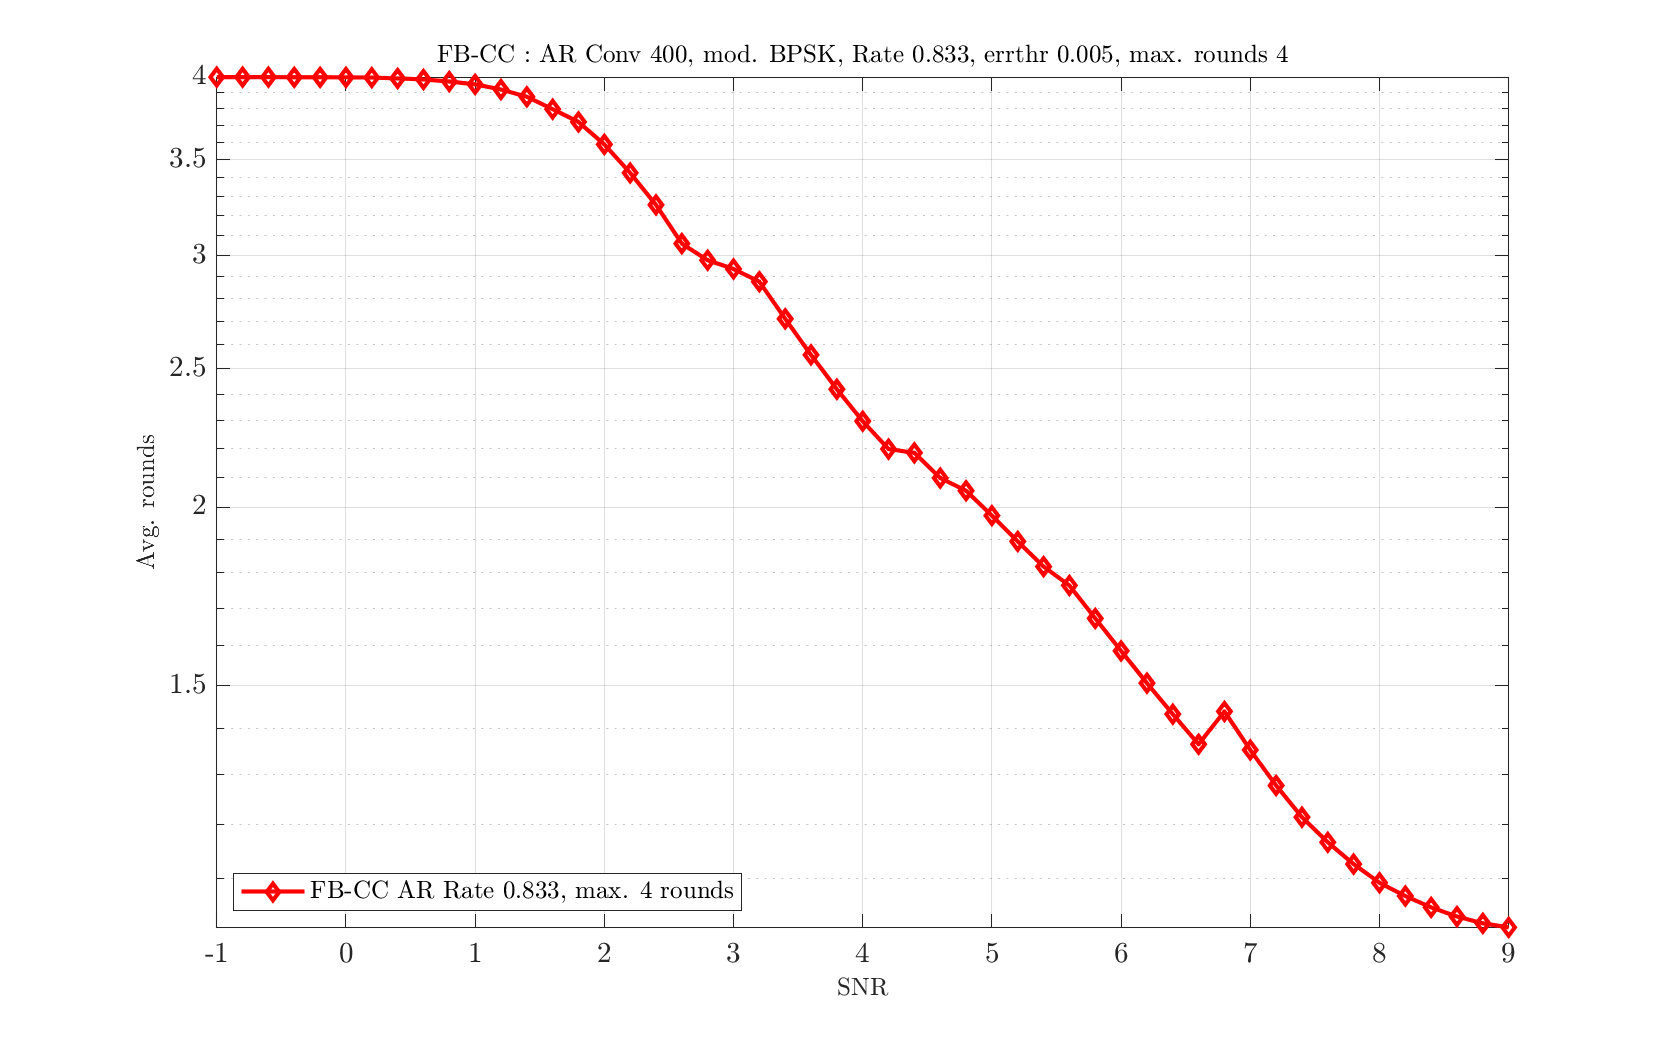 FB-CC : AR Conv 400, mod. BPSK, Rate 0.833, errthr 0.005, max. rounds 4
4
3.5
3
2.5
2
1.5
Avg. rounds
FB-CC AR Rate 0.833, max. 4 rounds
-1 0 1 2 3 4 5 6 7 8 9
SNR